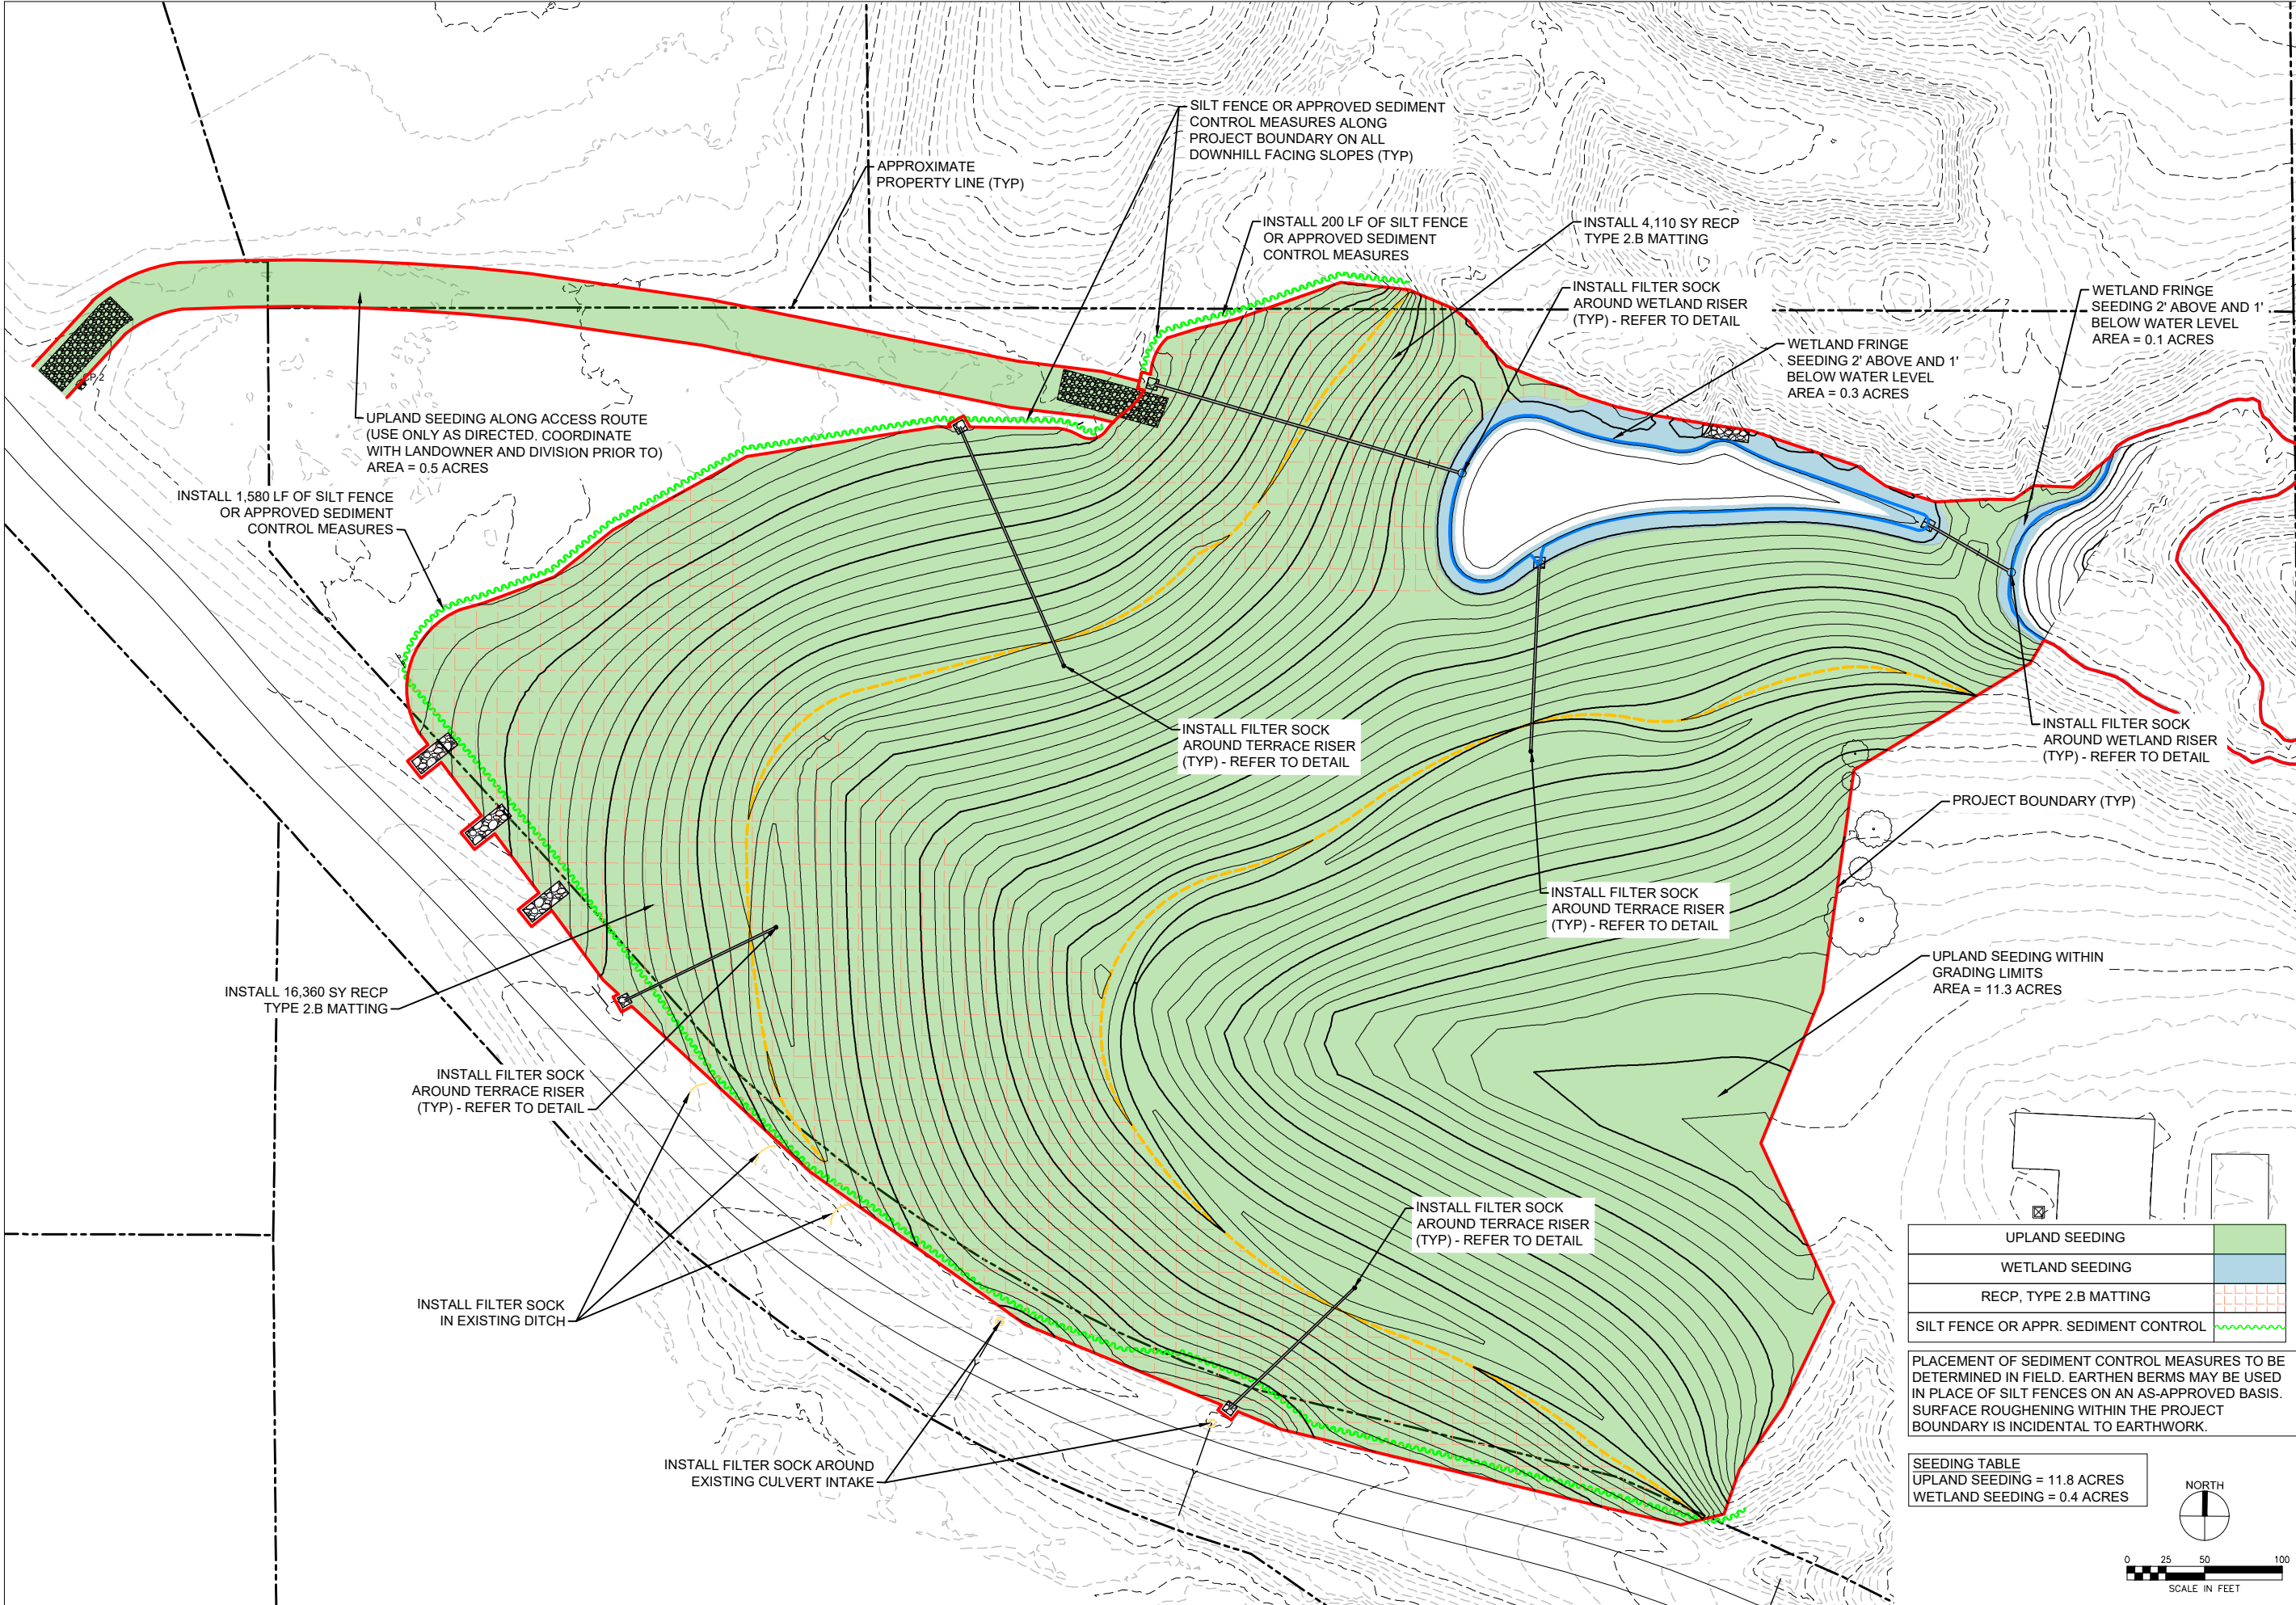 SILT FENCE OR APPROVED SEDIMENT
CONTROL MEASURES ALONG
PROJECT BOUNDARY ON ALL
DOWNHILL FACING SLOPES (TYP)
APPROXIMATE
PROPERTY LINE (TYP)
INSTALL 200 LF OF SILT FENCE
OR APPROVED SEDIMENT
CONTROL MEASURES
INSTALL 4,110 SY RECP
TYPE 2.B MATTING
INSTALL FILTER SOCK
AROUND WETLAND RISER
(TYP) - REFER TO DETAIL
WETLAND FRINGE
SEEDING 2' ABOVE AND 1'
BELOW WATER LEVEL
AREA = 0.1 ACRES
WETLAND FRINGE
SEEDING 2' ABOVE AND 1'
BELOW WATER LEVEL
AREA = 0.3 ACRES
UPLAND SEEDING ALONG ACCESS ROUTE
(USE ONLY AS DIRECTED. COORDINATE
WITH LANDOWNER AND DIVISION PRIOR TO)
AREA = 0.5 ACRES
INSTALL 1,580 LF OF SILT FENCE
OR APPROVED SEDIMENT
CONTROL MEASURES
INSTALL FILTER SOCK
AROUND TERRACE RISER
(TYP) - REFER TO DETAIL
INSTALL FILTER SOCK
AROUND WETLAND RISER
(TYP) - REFER TO DETAIL
PROJECT BOUNDARY (TYP)
INSTALL FILTER SOCK
AROUND TERRACE RISER
(TYP) - REFER TO DETAIL
UPLAND SEEDING WITHIN
GRADING LIMITS
AREA = 11.3 ACRES
INSTALL 16,360 SY RECP
TYPE 2.B MATTING
INSTALL FILTER SOCK
AROUND TERRACE RISER
(TYP) - REFER TO DETAIL
INSTALL FILTER SOCK
AROUND TERRACE RISER
(TYP) - REFER TO DETAIL
INSTALL FILTER SOCK
IN EXISTING DITCH
INSTALL FILTER SOCK AROUND
EXISTING CULVERT INTAKE
UPLAND SEEDING
WETLAND SEEDING
RECP, TYPE 2.B MATTING
SILT FENCE OR APPR. SEDIMENT CONTROL
PLACEMENT OF SEDIMENT CONTROL MEASURES TO BE
DETERMINED IN FIELD. EARTHEN BERMS MAY BE USED
IN PLACE OF SILT FENCES ON AN AS-APPROVED BASIS.
SURFACE ROUGHENING WITHIN THE PROJECT
BOUNDARY IS INCIDENTAL TO EARTHWORK.
SEEDING TABLE
UPLAND SEEDING = 11.8 ACRES
WETLAND SEEDING = 0.4 ACRES
NORTH
0 25 50 100
SCALE IN FEET